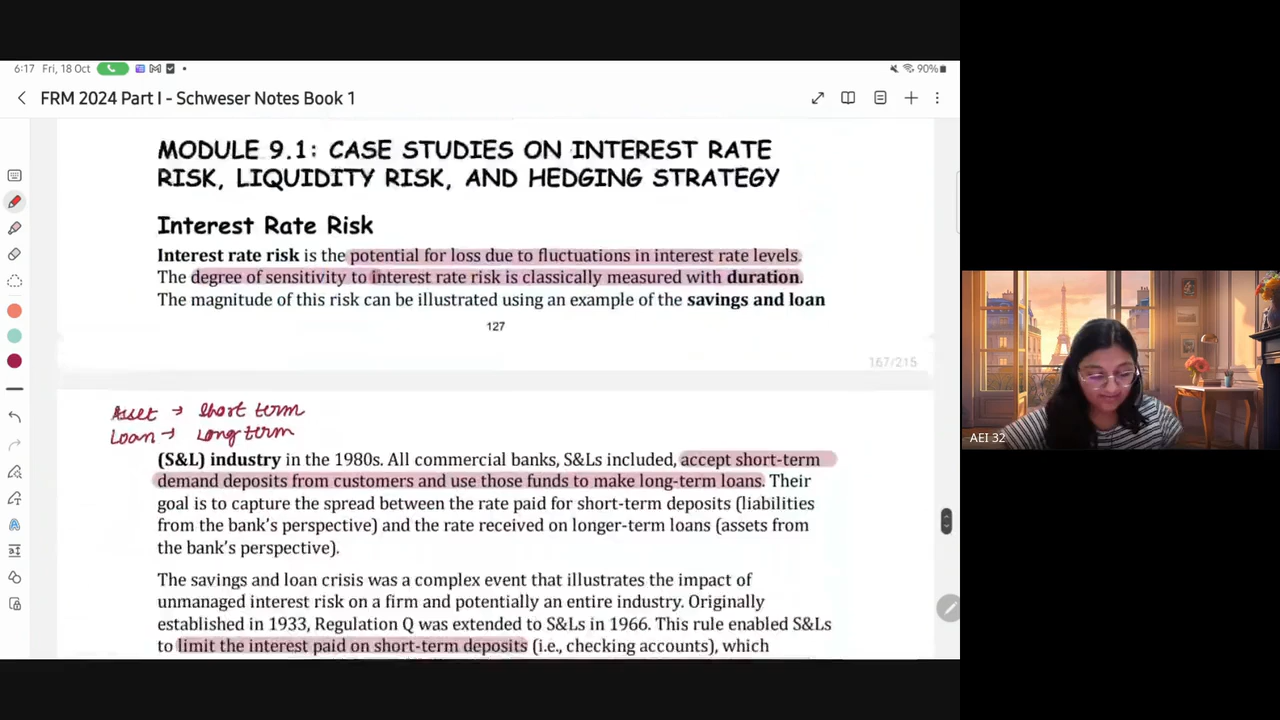 6:17 Fri, 18 Oct
90%
FRM 2024 Part I - Schweser Notes Book 1
MODULE 9.1: CASE STUDIES ON INTEREST RATE
RISK, LIQUIDITY RISK, AND HEDGING STRATEGY
Interest Rate Risk
Interest rate risk is the potential for loss due to fluctuations in interest rate levels.
The degree of sensitivity to interest rate risk is classically measured with duration.
The magnitude of this risk can be illustrated using an example of the savings and loan
127
167/215
Asset → Short term
Loan → Long term
(S&L) industry in the 1980s. All commercial banks, S&Ls included, accept short-term
demand deposits from customers and use those funds to make long-term loans. Their
goal is to capture the spread between the rate paid for short-term deposits (liabilities
from the bank's perspective) and the rate received on longer-term loans (assets from
the bank's perspective).
The savings and loan crisis was a complex event that illustrates the impact of
unmanaged interest risk on a firm and potentially an entire industry. Originally
established in 1933, Regulation Q was extended to S&Ls in 1966. This rule enabled S&Ls
to limit the interest paid on short-term deposits (i.e., checking accounts), which
AEI 32